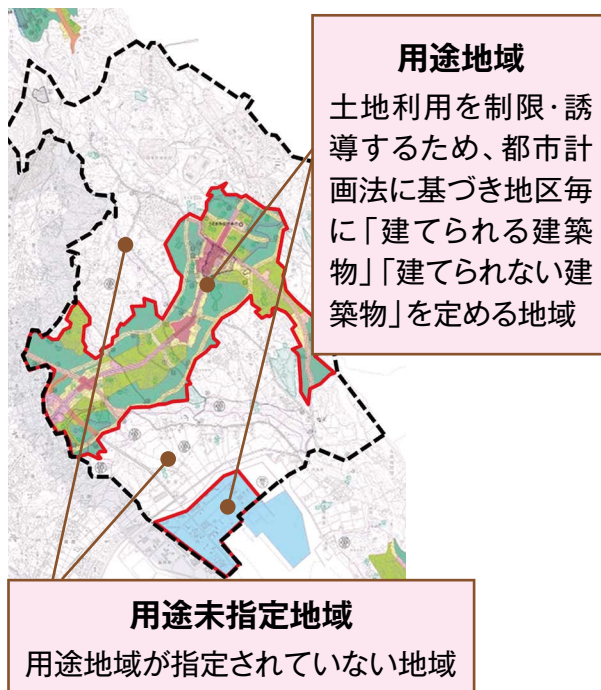 用途地域
土地利用を制限・誘
導するため、都市計
画法に基づき地区毎
に「建てられる建築
物」「建てられない建
築物」を定める地域
用途未指定地域
用途地域が指定されていない地域